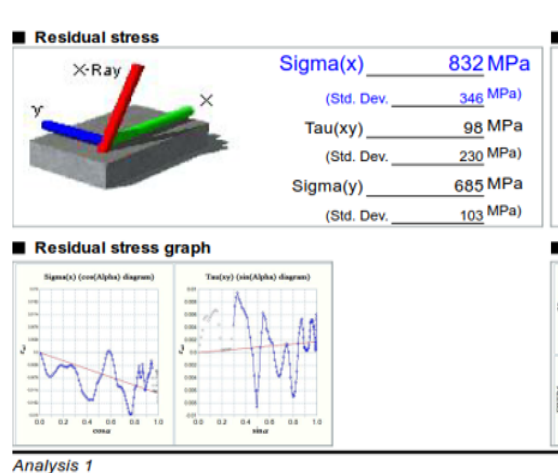 ■ Residual stress
X-Ray
y
X
Sigma(x) 832 MPa
(Std. Dev. 346 MPa)
Tau(xy) 98 MPa
(Std. Dev. 230 MPa)
Sigma(y) 685 MPa
(Std. Dev. 103 MPa)
■ Residual stress graph
Sigma(x) (cos(Alpha) diagram)
0.0 0.2 0.4 0.6 0.8 1.0
cosα
Tau(xy) (sin(Alpha) diagram)
0.0 0.2 0.4 0.6 0.8 1.0
sinα
Analysis 1